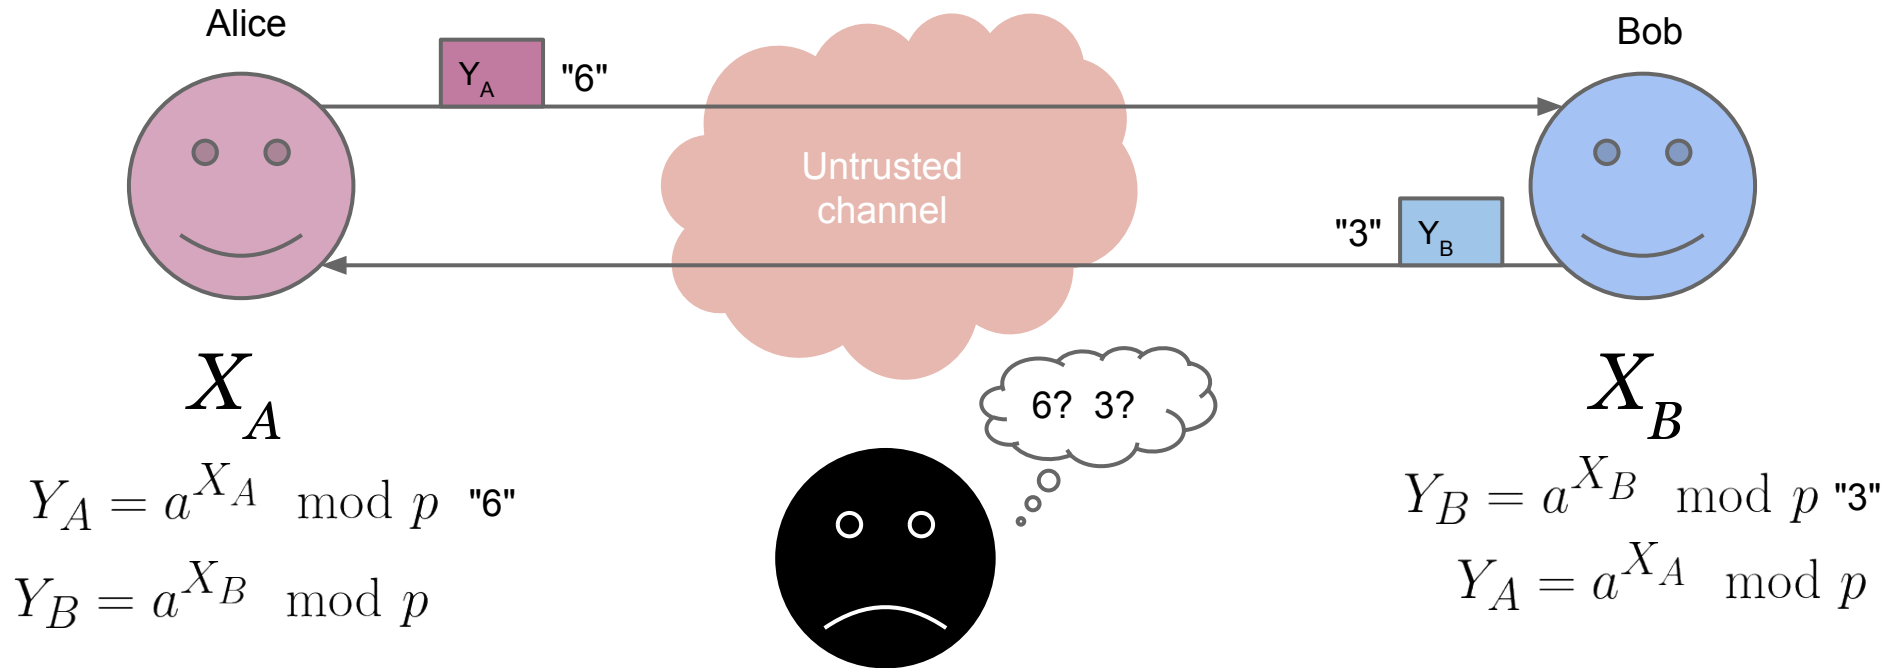 Alice
Bob
Y_A "6"
Untrusted
channel
"3" Y_B
X_A
X_B
6? 3?
Y_A = a^{X_A} mod p "6"
Y_B = a^{X_B} mod p "3"
Y_B = a^{X_B} mod p
Y_A = a^{X_A} mod p